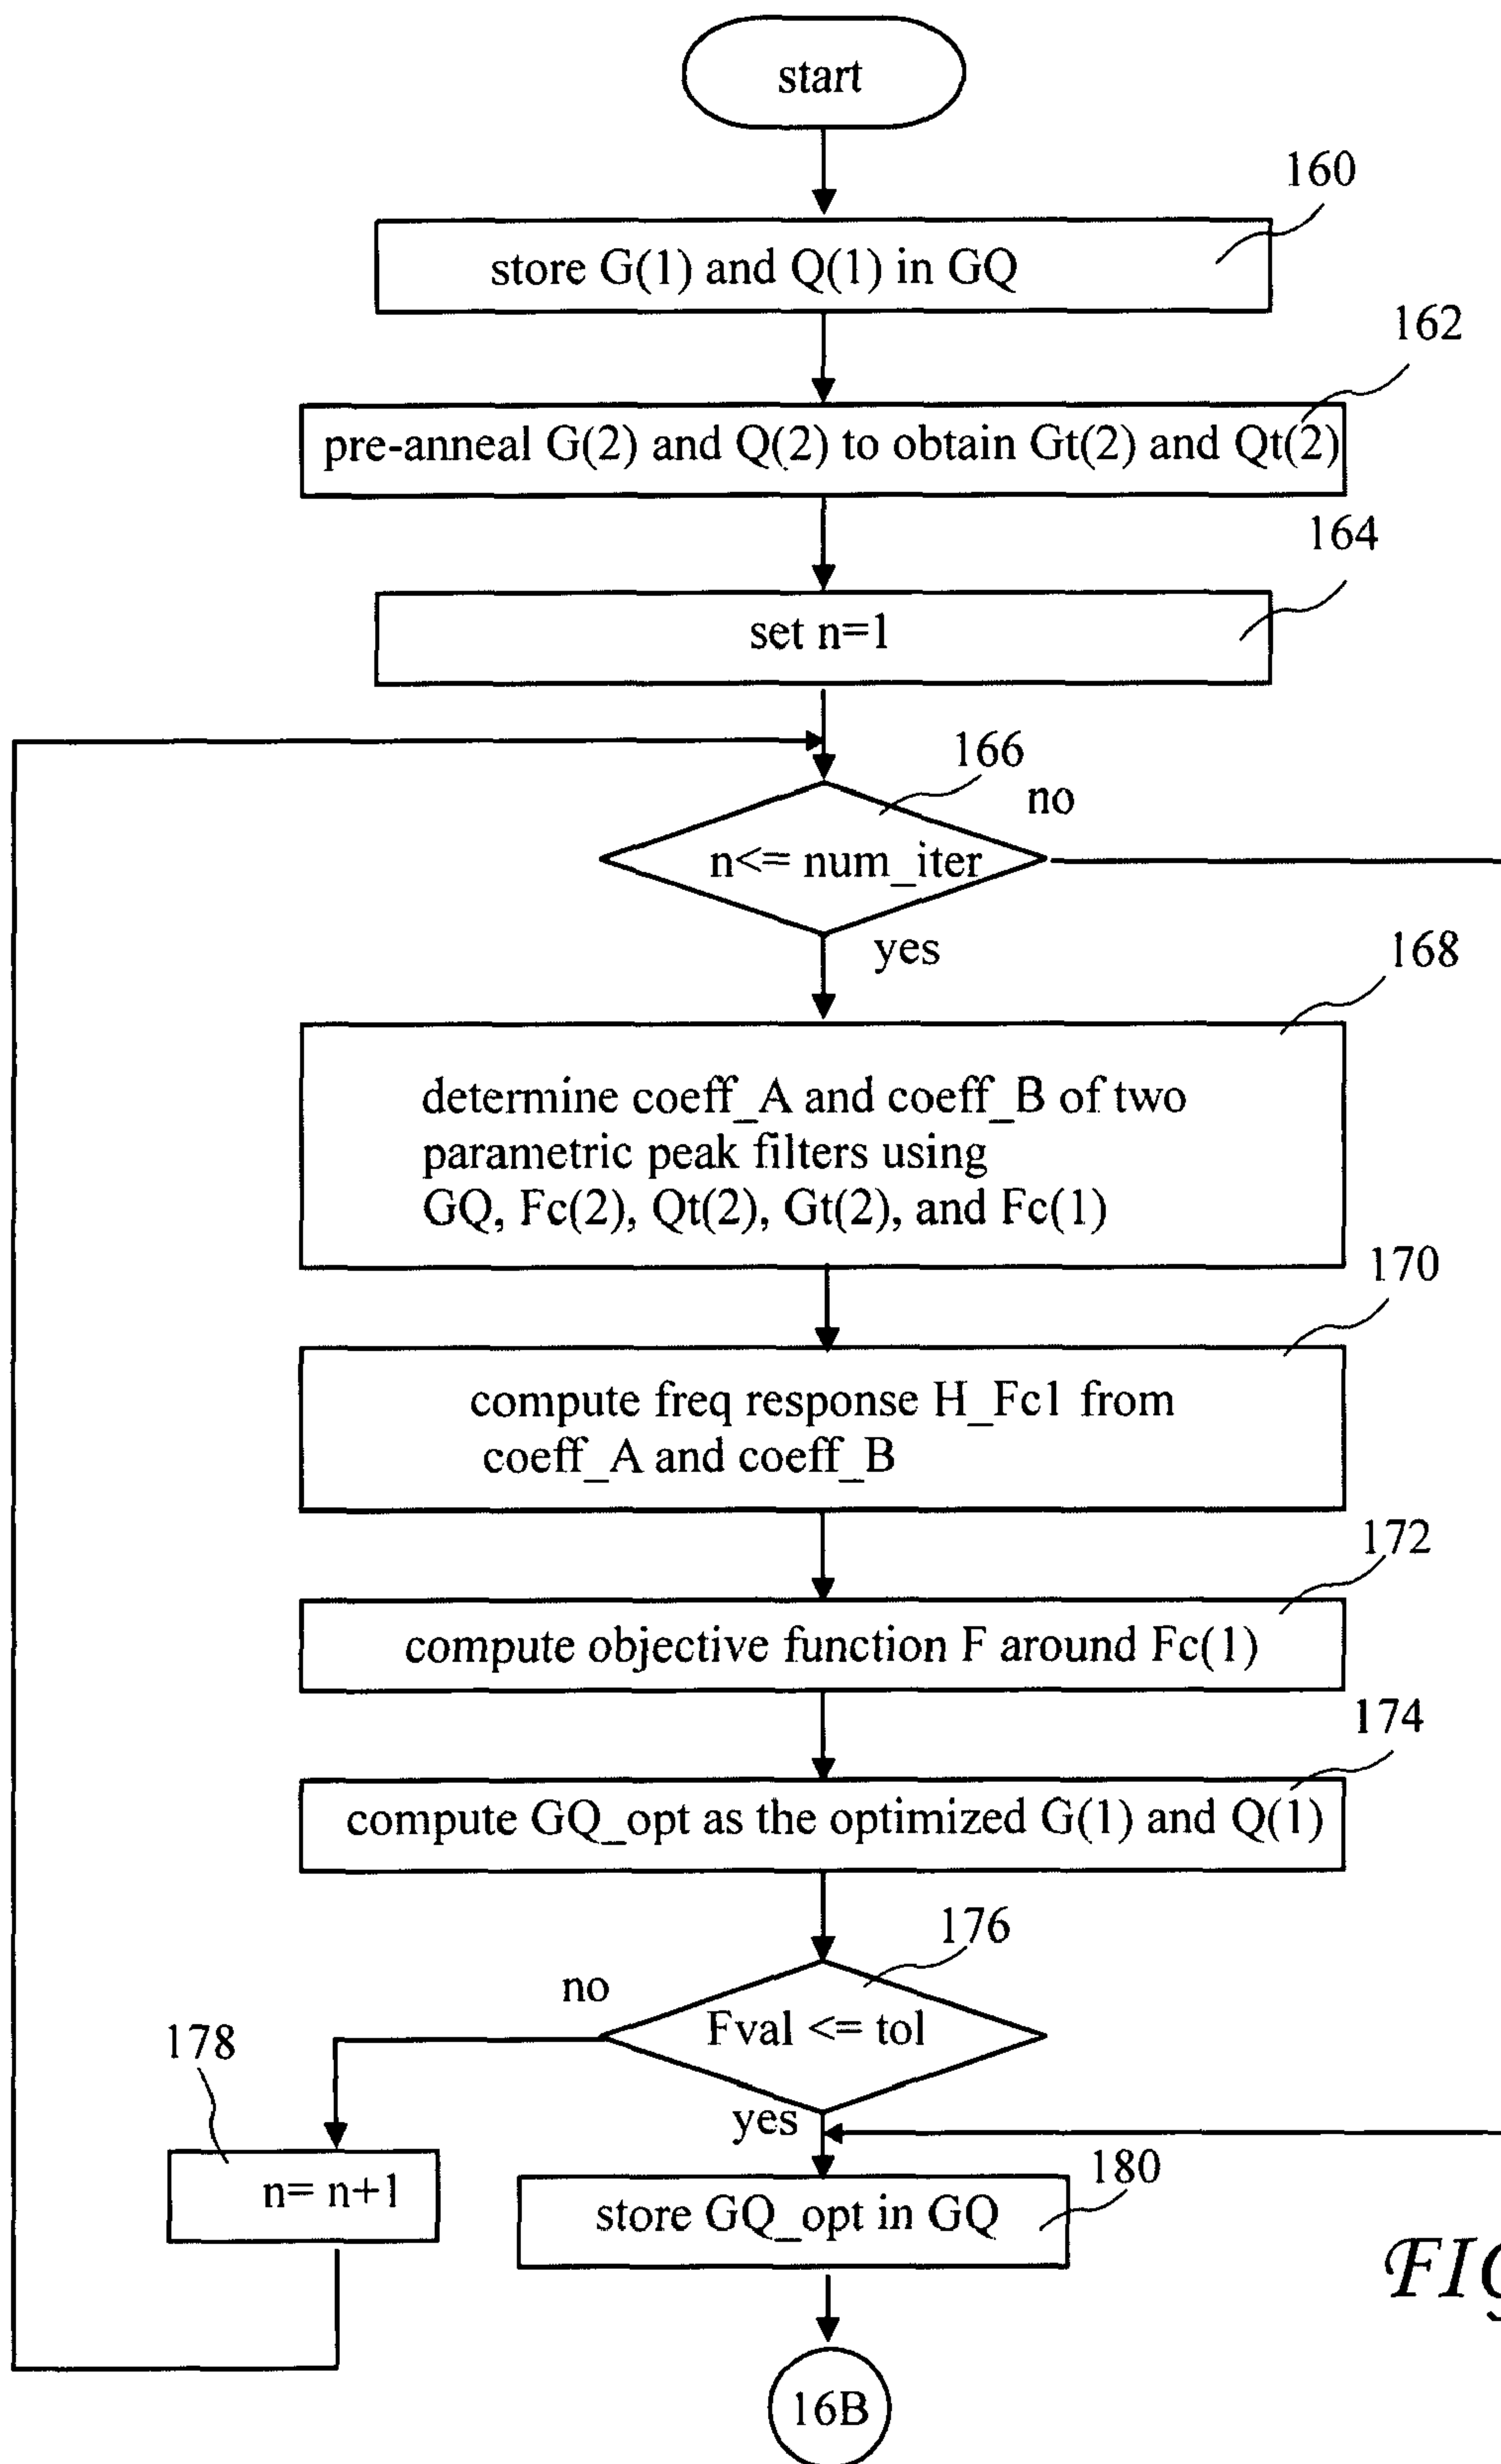 start
160
store G(1) and Q(1) in GQ
162
pre-anneal G(2) and Q(2) to obtain Gt(2) and Qt(2)
164
set n=1
166
no
n<= num_iter
yes
168
determine coeff_A and coeff_B of two
parametric peak filters using
GQ, Fc(2), Qt(2), Gt(2), and Fc(1)
170
compute freq response H_Fc1 from
coeff_A and coeff_B
172
compute objective function F around Fc(1)
174
compute GQ_opt as the optimized G(1) and Q(1)
176
no
Fval <= tol
178
yes
n= n+1
180
store GQ_opt in GQ
16B